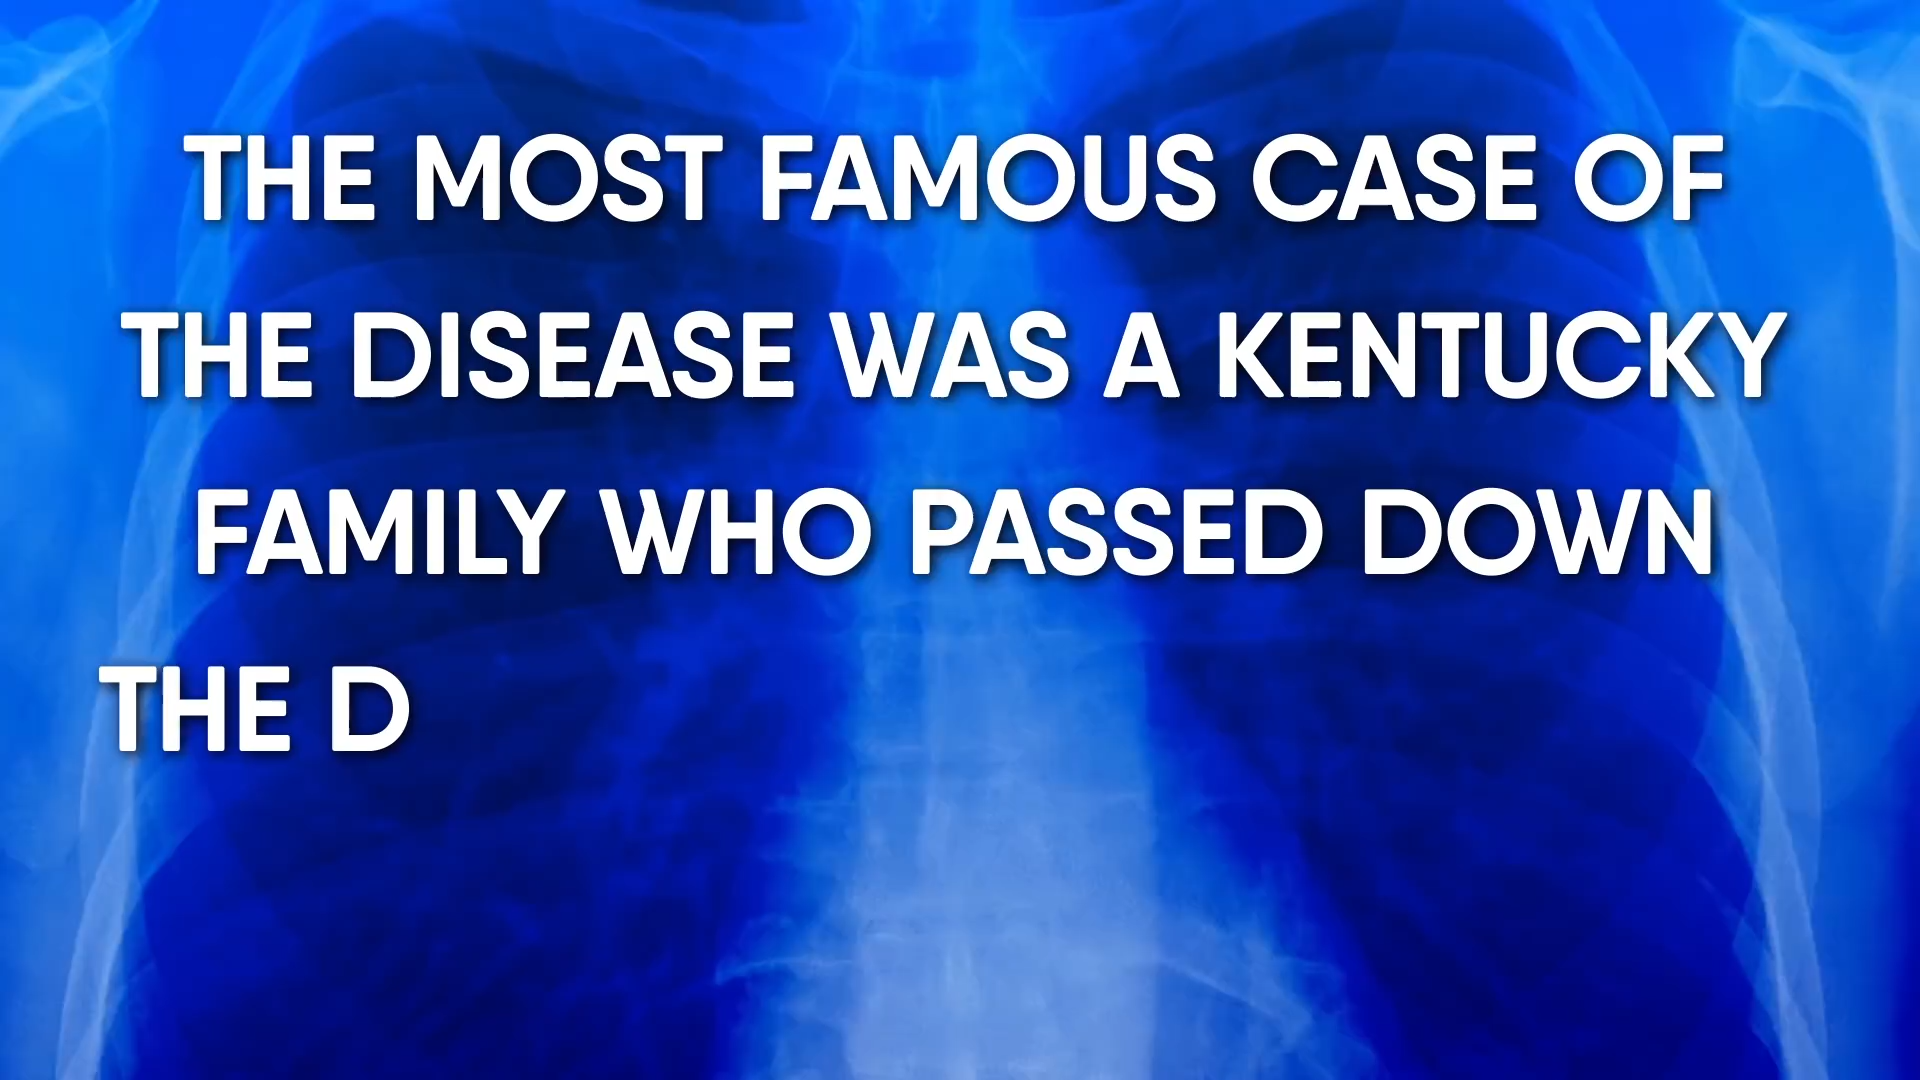 THE MOST FAMOUS CASE OF
THE DISEASE WAS A KENTUCKY
FAMILY WHO PASSED DOWN
THE D